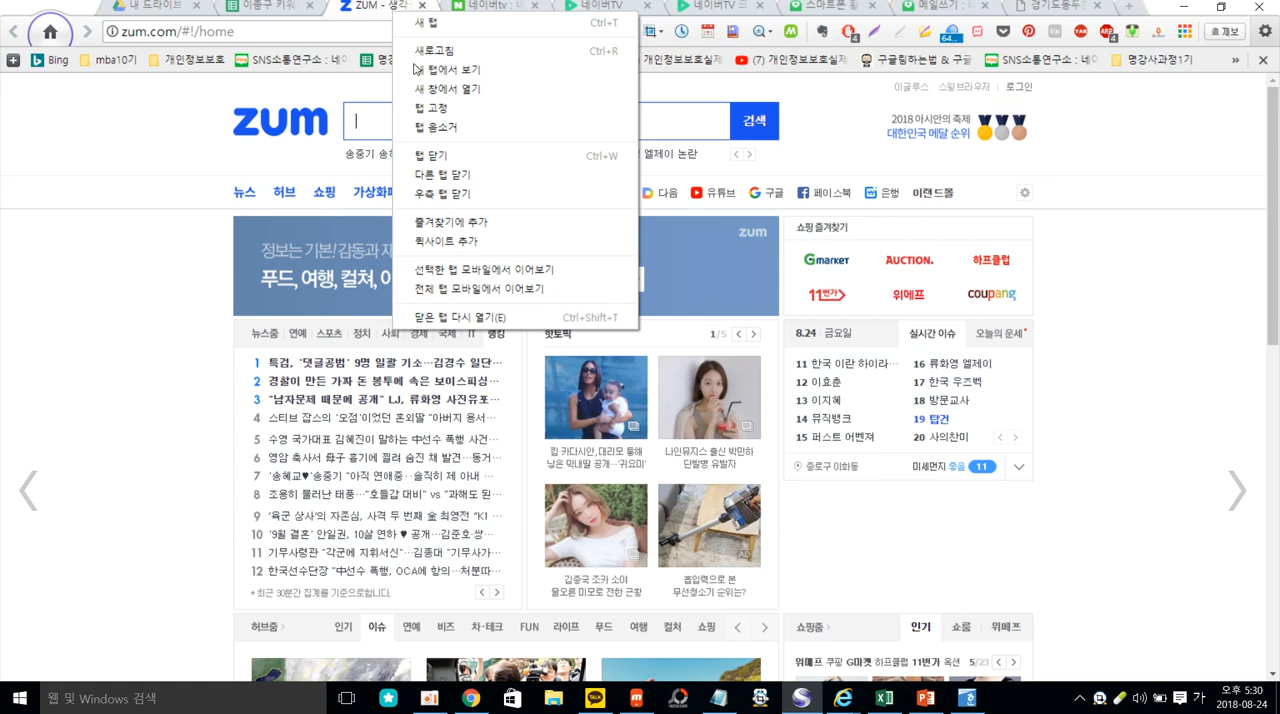 내 드라이브
이종구 키워
ZUM - 생각
네이버tv :
네이버TV
네이버TV 크
스마트폰 활
메일쓰기 : 네
경기도동두천
zum.com/#!/home
제보
Bing
mba10기
개인정보보호
SNS소통연구소 : 네이
개인정보보호실저
(7) 개인정보보호실저
구글링하는법 & 구글
SNS소통연구소 : 네이
명강사과정1기
새 탭 Ctrl+T
새로고침 Ctrl+R
새 탭에서 보기
새 창에서 열기
탭 고정
탭 음소거
탭 닫기 Ctrl+W
다른 탭 닫기
우측 탭 닫기
즐겨찾기에 추가
퀵사이트 추가
선택한 탭 모바일에서 이어보기
전체 탭 모바일에서 이어보기
닫은 탭 다시 열기(E) Ctrl+Shift+T
이글루스 스윙브라우저 로그인
zum
검색
2018 아시안의 축제
대한민국 메달 순위
송중기 송혜
엘제이 논란
뉴스 허브 쇼핑 가상화폐
다음 유튜브 구글 페이스북 은행 이랜드몰
정보는 기본! 감동과 재
푸드, 여행, 컬쳐, 이
zum
쇼핑 즐겨찾기
Gmarket AUCTION. 하프클럽
11번가 위메프 coupang
뉴스줌 연예 스포츠 정치 사회 경제 국제 IT 랭킹
1 특검, '댓글공범' 9명 일괄 기소…김경수 일단…
2 경찰이 만든 가짜 돈 봉투에 속은 보이스피싱…
3 "남자문제 때문에 공개" LJ, 류화영 사진유포…
4 스티브 잡스의 '오점'이었던 혼외딸 "아버지 용서…
5 수영 국가대표 김혜진이 말하는 中선수 폭행 사건…
6 영암 축사서 母子 흉기에 찔려 숨진 채 발견…동거…
7 '송혜교♥'송중기 "아직 연애중…솔직히 제 아내 …
8 조용히 물러난 태풍…"호들갑 대비" vs "과해도 된…
9 '육군 상사'의 자존심, 사격 두 번째 金 최영전 "K1 …
10 '9월 결혼' 안일권, 10살 연하 ♥ 공개…김준호·쌍…
11 기무사령관 "각군에 지휘서신"…김종대 "기무사가…
12 한국선수단장 "中선수 폭행, OCA에 항의…처분따…
+ 최근 30분간 집계를 기준으로합니다.
핫토픽 1/5
킴 카다시안, 대리모 통해
낳은 막내딸 공개…'귀요미'
나인뮤지스 출신 박민하
단발병 유발자
김중국 조카 소야
물오른 미모로 전한 근황
AD
흡입력으로 본
무선청소기 순위는?
8.24 금요일 실시간 이슈 오늘의 운세
11 한국 이란 하이라…
12 이효춘
13 이지혜
14 뮤직뱅크
15 퍼스트 어벤져
16 류화영 엘제이
17 한국 우즈벡
18 방문교사
19 탑건
20 사의찬미
종로구 이화동 미세먼지 좋음 11
허브줌 인기 이슈 연예 비즈 차·테크 FUN 라이프 푸드 여행 컬처 쇼핑
쇼핑줌 인기 쇼룸 위메프
위메프 쿠팡 G마켓 하프클럽 11번가 옥션 5/23
웹 및 Windows 검색
TALK
가
오후 5:30
2018-08-24